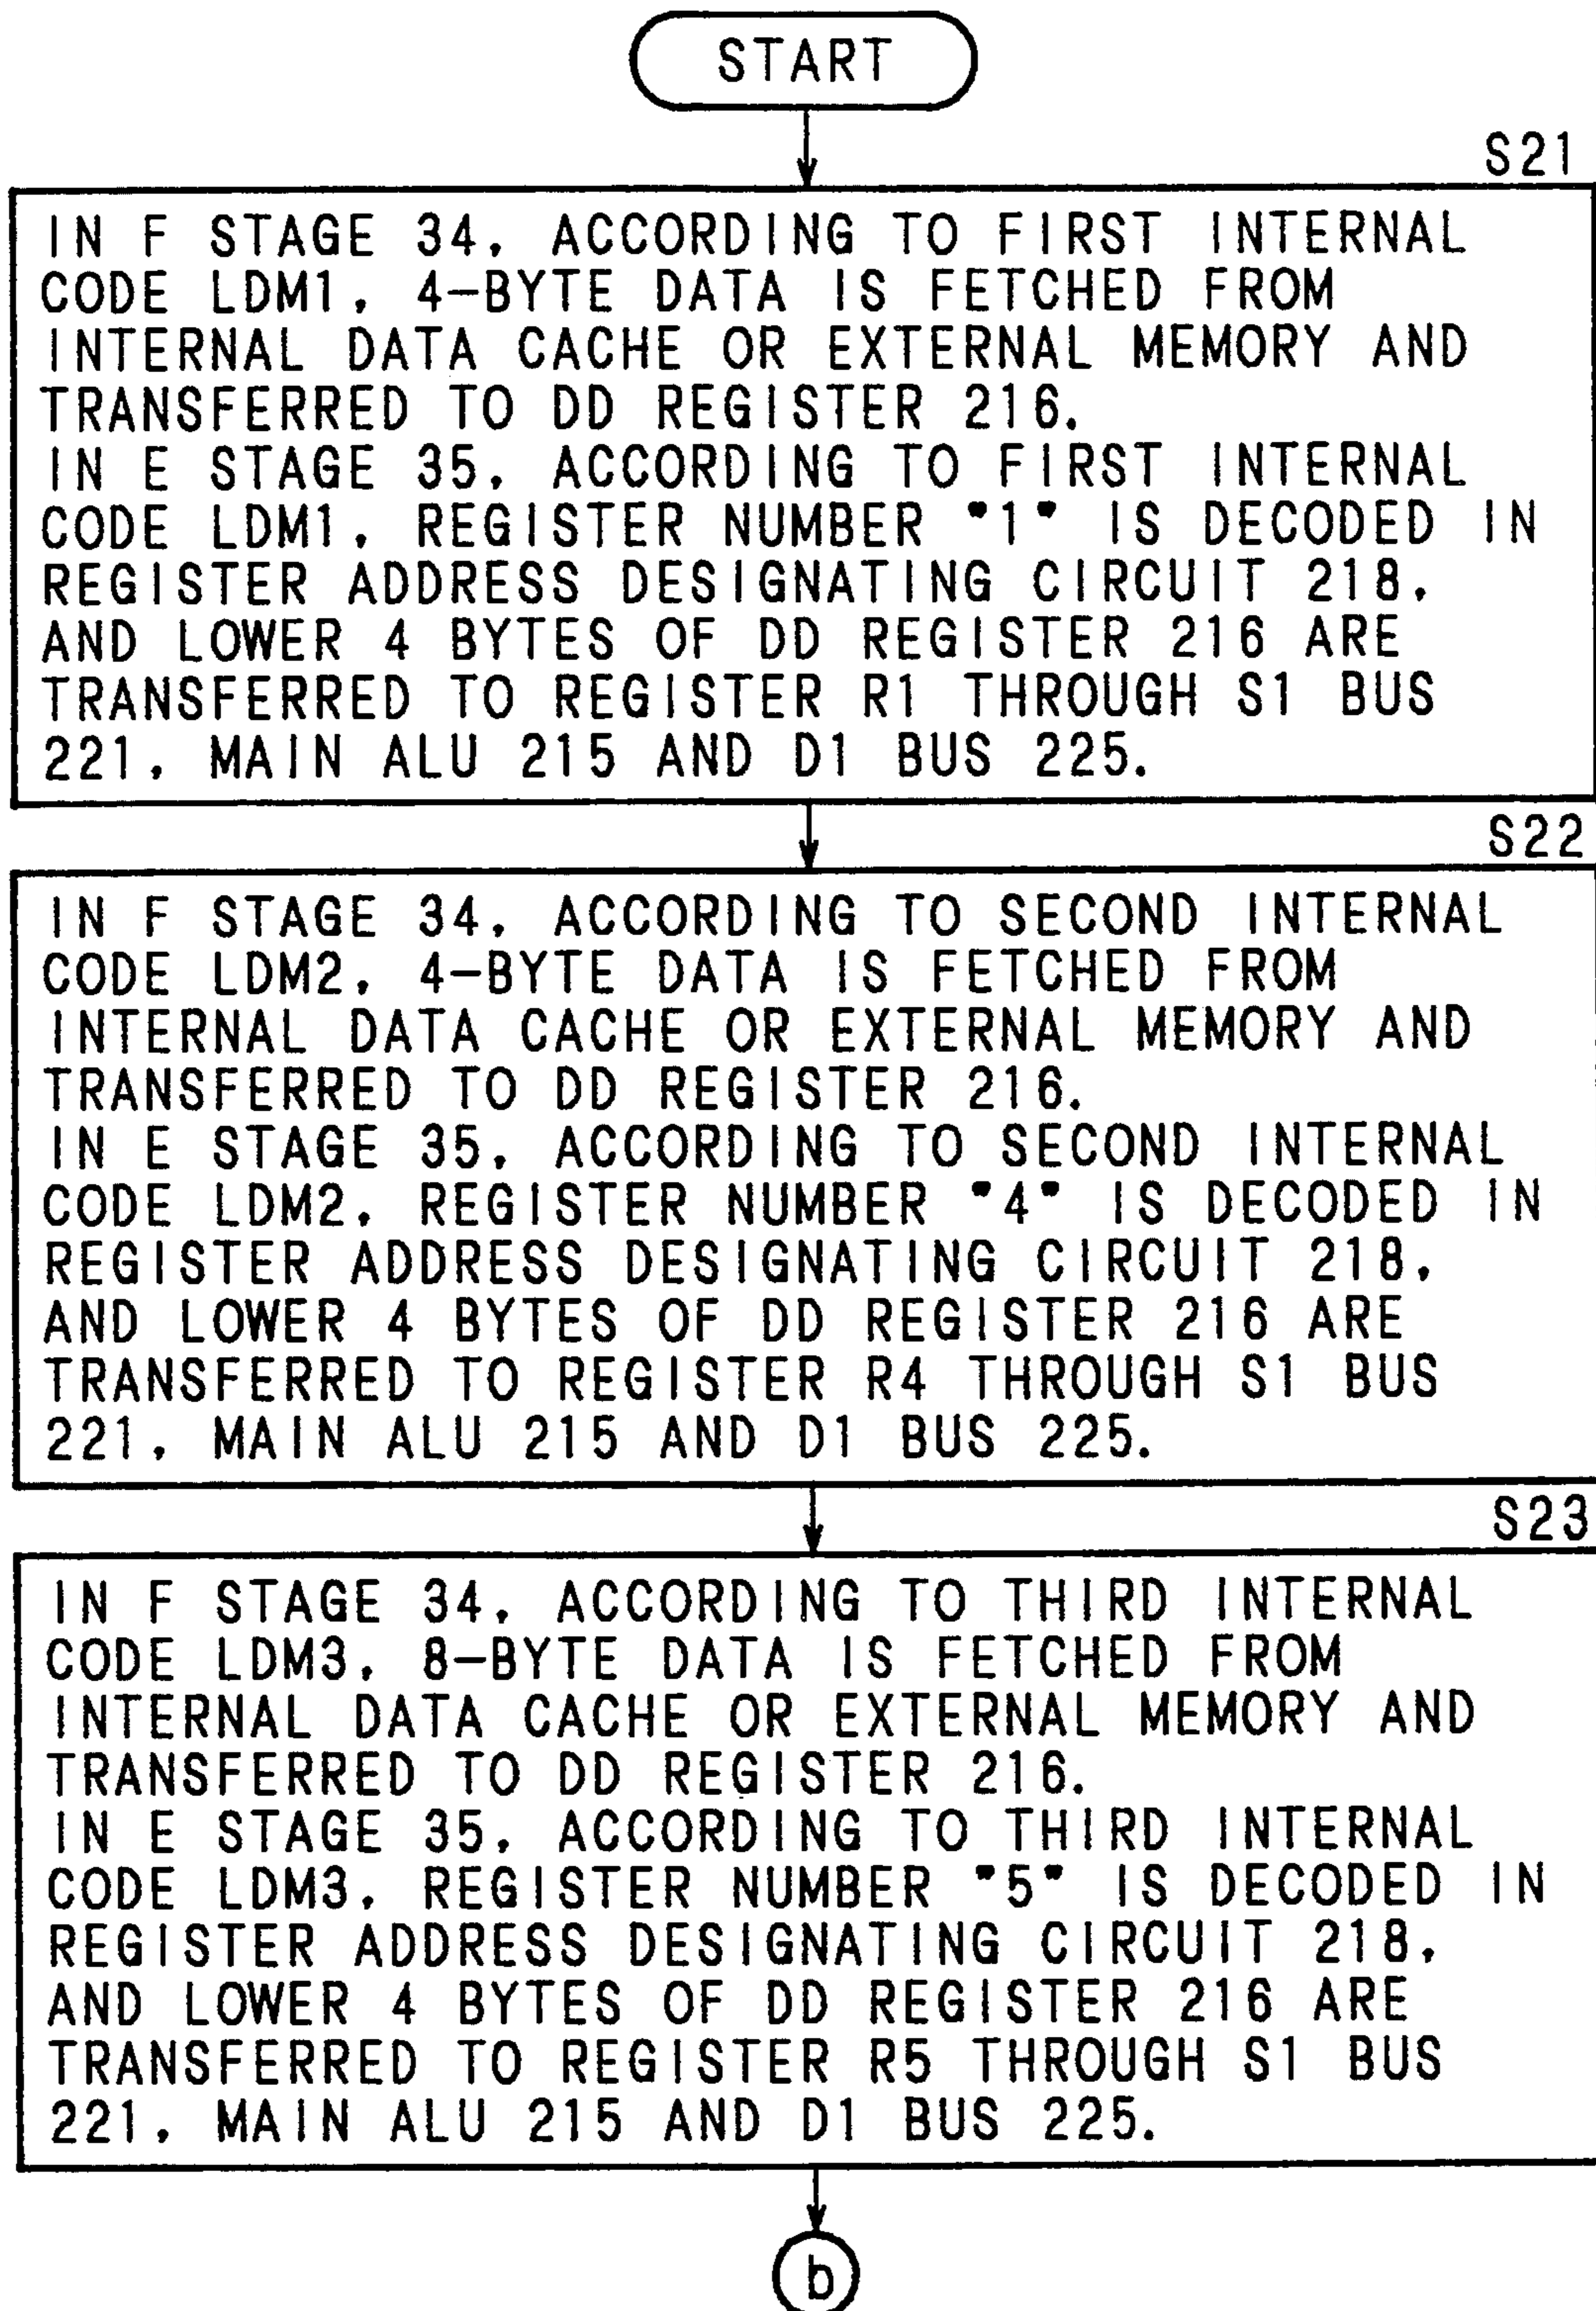 START
S21
IN F STAGE 34, ACCORDING TO FIRST INTERNAL
CODE LDM1, 4-BYTE DATA IS FETCHED FROM
INTERNAL DATA CACHE OR EXTERNAL MEMORY AND
TRANSFERRED TO DD REGISTER 216.
IN E STAGE 35, ACCORDING TO FIRST INTERNAL
CODE LDM1, REGISTER NUMBER "1" IS DECODED IN
REGISTER ADDRESS DESIGNATING CIRCUIT 218,
AND LOWER 4 BYTES OF DD REGISTER 216 ARE
TRANSFERRED TO REGISTER R1 THROUGH S1 BUS
221, MAIN ALU 215 AND D1 BUS 225.
S22
IN F STAGE 34, ACCORDING TO SECOND INTERNAL
CODE LDM2, 4-BYTE DATA IS FETCHED FROM
INTERNAL DATA CACHE OR EXTERNAL MEMORY AND
TRANSFERRED TO DD REGISTER 216.
IN E STAGE 35, ACCORDING TO SECOND INTERNAL
CODE LDM2, REGISTER NUMBER "4" IS DECODED IN
REGISTER ADDRESS DESIGNATING CIRCUIT 218,
AND LOWER 4 BYTES OF DD REGISTER 216 ARE
TRANSFERRED TO REGISTER R4 THROUGH S1 BUS
221, MAIN ALU 215 AND D1 BUS 225.
S23
IN F STAGE 34, ACCORDING TO THIRD INTERNAL
CODE LDM3, 8-BYTE DATA IS FETCHED FROM
INTERNAL DATA CACHE OR EXTERNAL MEMORY AND
TRANSFERRED TO DD REGISTER 216.
IN E STAGE 35, ACCORDING TO THIRD INTERNAL
CODE LDM3, REGISTER NUMBER "5" IS DECODED IN
REGISTER ADDRESS DESIGNATING CIRCUIT 218,
AND LOWER 4 BYTES OF DD REGISTER 216 ARE
TRANSFERRED TO REGISTER R5 THROUGH S1 BUS
221, MAIN ALU 215 AND D1 BUS 225.
b